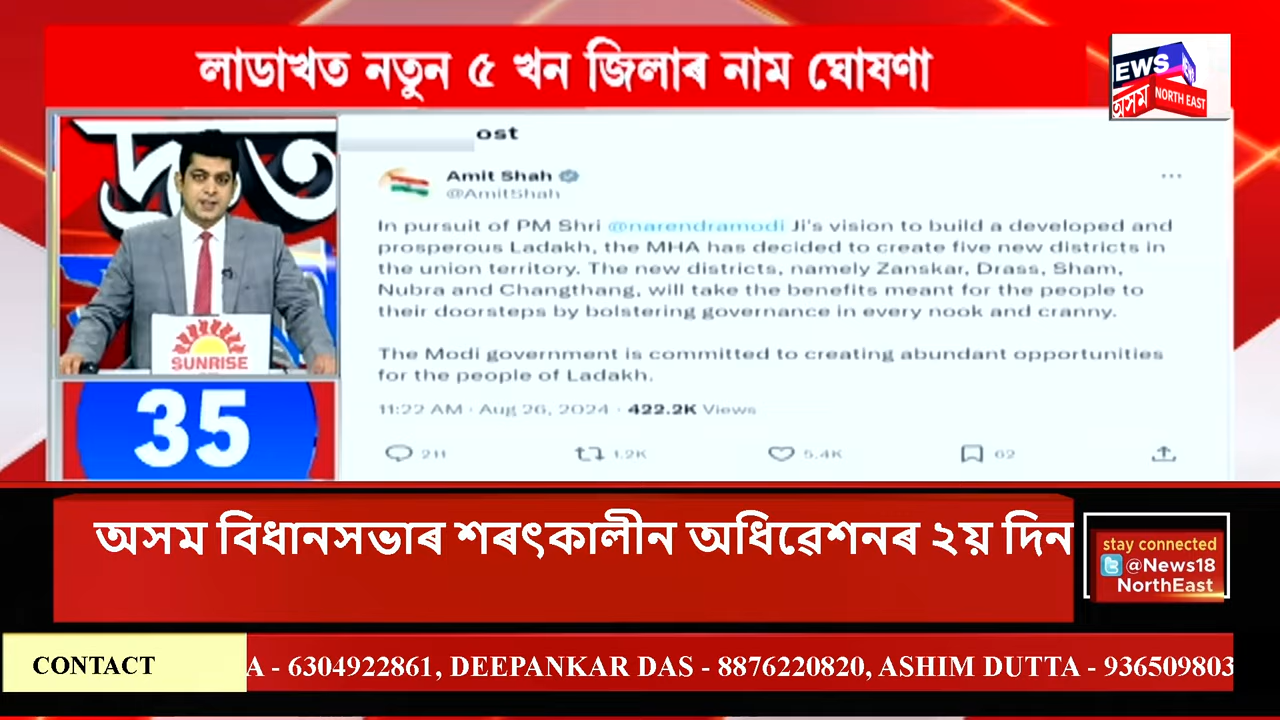 লাডাখত নতুন ৫ খন জিলাৰ নাম ঘোষণা
EWS
অসম
NORTH EAST
ost
Amit Shah
@AmitShah
In pursuit of PM Shri @narendramodi Ji's vision to build a developed and
prosperous Ladakh, the MHA has decided to create five new districts in
the union territory. The new districts, namely Zanskar, Drass, Sham,
Nubra and Changthang, will take the benefits meant for the people to
their doorsteps by bolstering governance in every nook and cranny.
The Modi government is committed to creating abundant opportunities
for the people of Ladakh.
11:22 AM · Aug 26, 2024 · 422.2K Views
211 1.2K 5.4K 62
SUNRISE
35
অসম বিধানসভাৰ শৰৎকালীন অধিৱেশনৰ ২য় দিন
stay connected
@News18
NorthEast
CONTACT
A - 6304922861, DEEPANKAR DAS - 8876220820, ASHIM DUTTA - 936509803